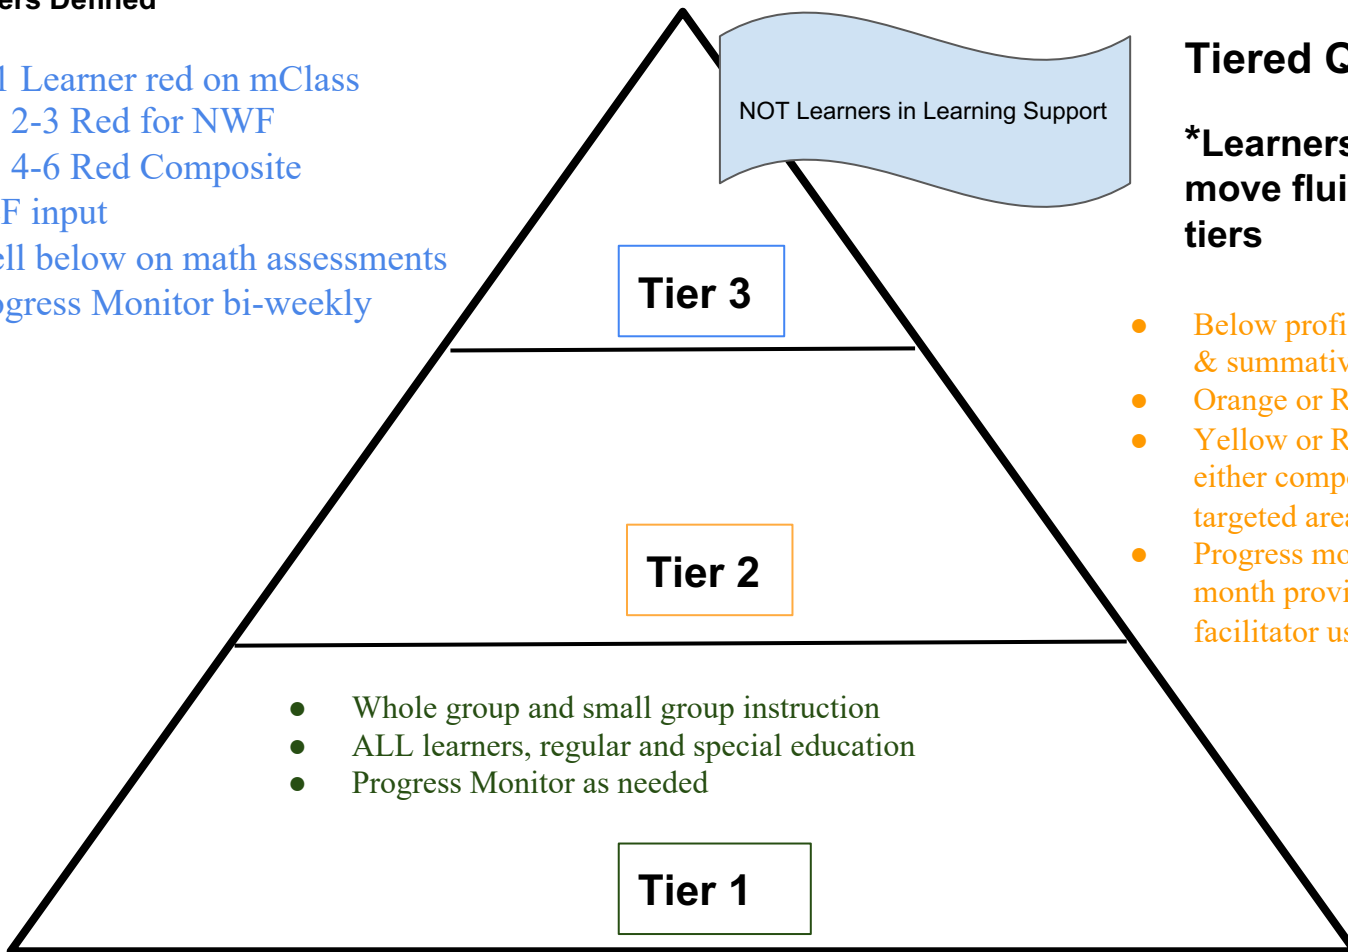 ers Defined
1 Learner red on mClass
2-3 Red for NWF
4-6 Red Composite
F input
ell below on math assessments
ogress Monitor bi-weekly
NOT Learners in Learning Support
Tiered Q
*Learners
move flui
tiers
Tier 3
● Below profi
& summativ
● Orange or R
● Yellow or R
either compo
targeted area
● Progress mo
month provi
facilitator us
Tier 2
● Whole group and small group instruction
● ALL learners, regular and special education
● Progress Monitor as needed
Tier 1